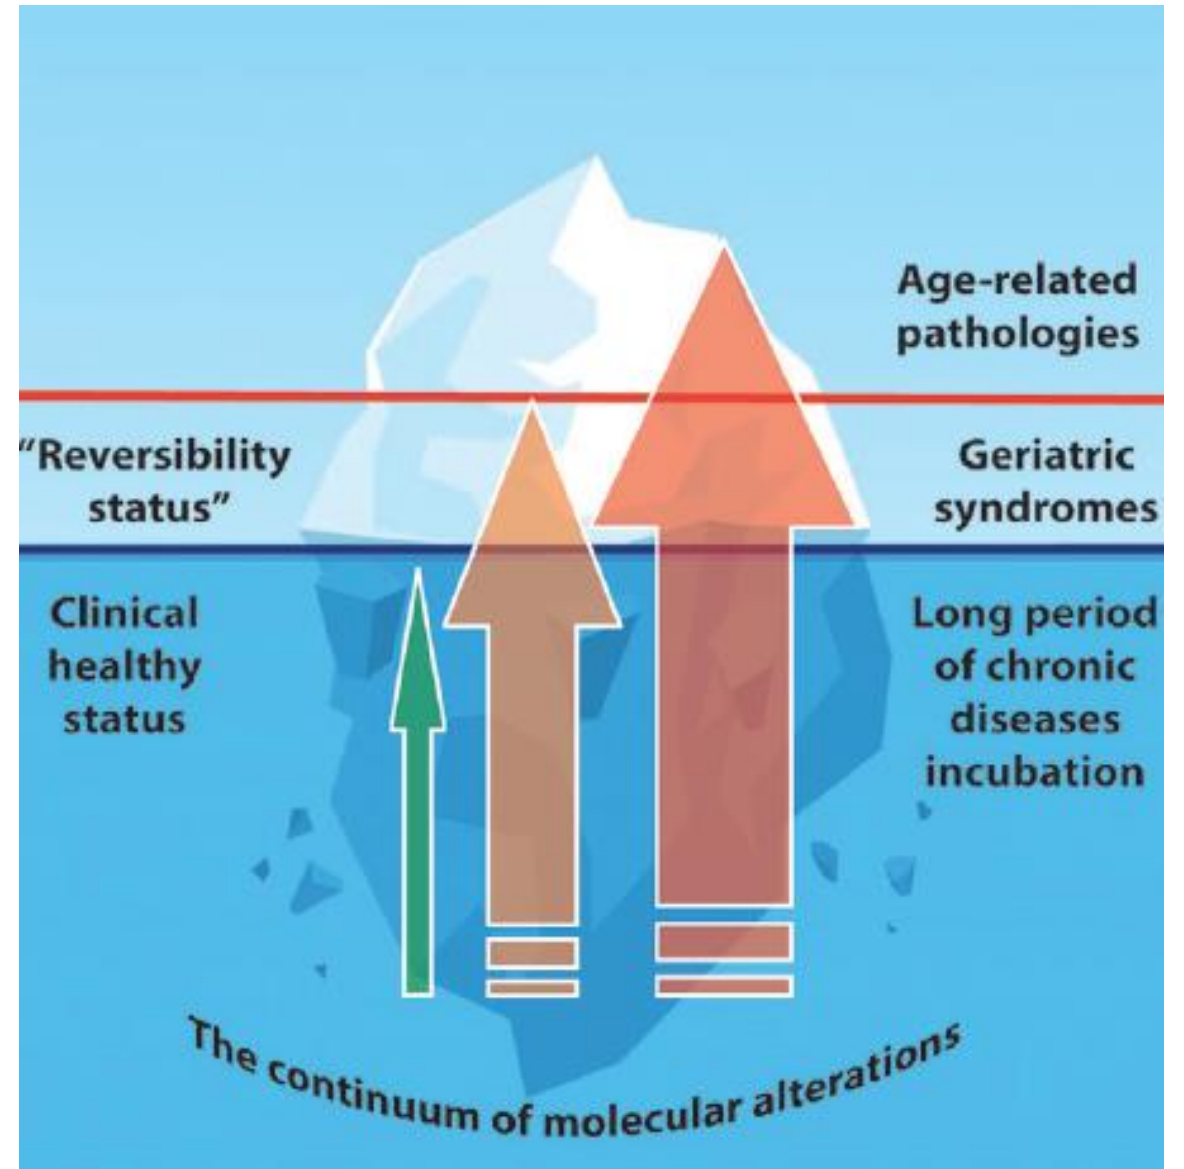 Age-related
pathologies
"Reversibility
status"
Geriatric
syndromes
Clinical
healthy
status
Long period
of chronic
diseases
incubation
The continuum of molecular alterations